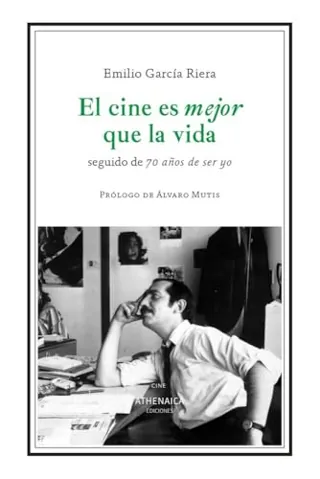 Emilio García Riera
El cine es mejor
que la vida
seguido de 70 años de ser yo
Prólogo de Álvaro Mutis
CINE
ATHENAICA
EDICIONES